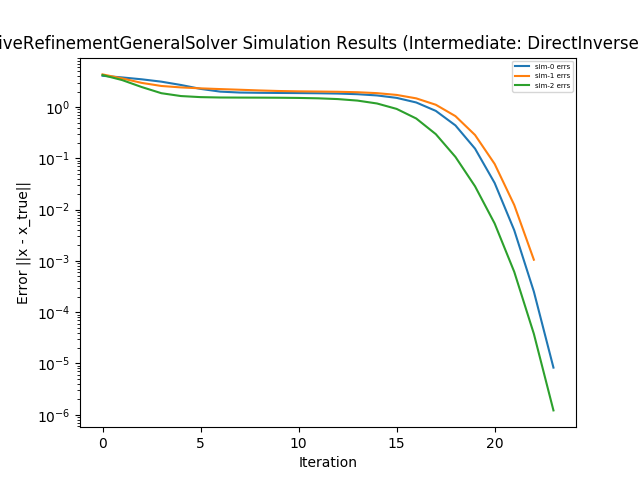 iveRefinementGeneralSolver Simulation Results (Intermediate: DirectInverse
sim-0 errs
sim-1 errs
sim-2 errs
Error ||x - x_true||
10⁰
10⁻¹
10⁻²
10⁻³
10⁻⁴
10⁻⁵
10⁻⁶
0 5 10 15 20
Iteration